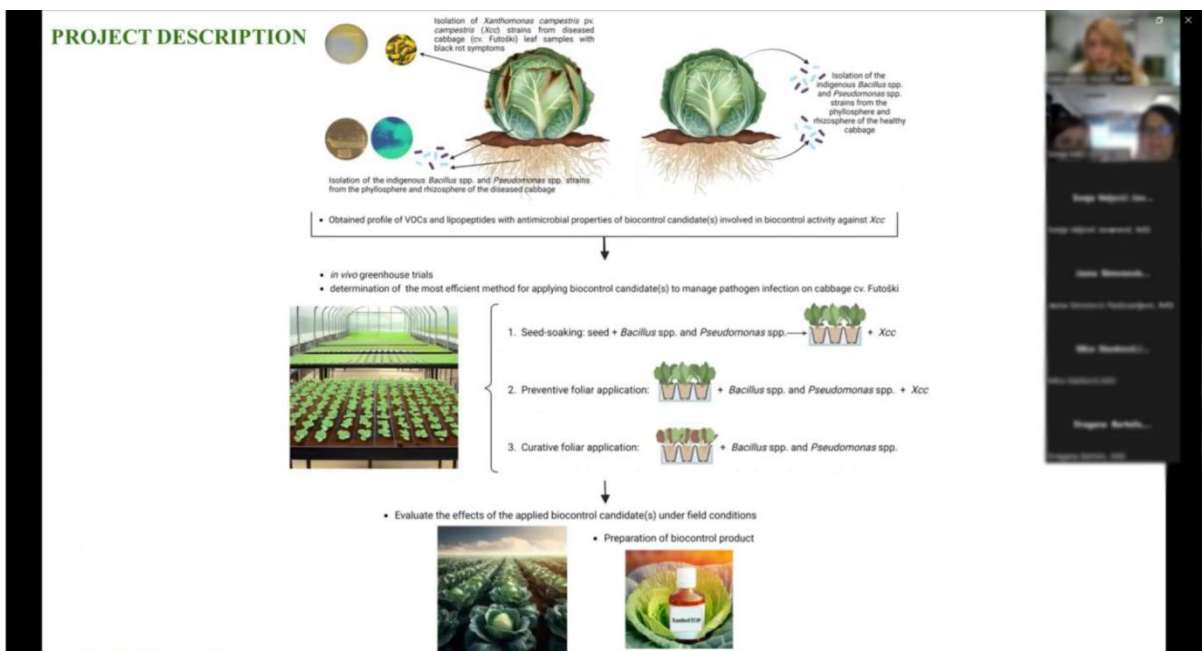 PROJECT DESCRIPTION
Isolation of Xanthomonas campestris pv.
campestris (Xcc) strains from diseased
cabbage (cv. Futoški) leaf samples with
black rot symptoms
Isolation of the
indigenous Bacillus spp.
and Pseudomonas spp.
strains from the
phyllosphere and
rhizosphere of the healthy
cabbage
Isolation of the indigenous Bacillus spp. and Pseudomonas spp. strains
from the phyllosphere and rhizosphere of the diseased cabbage
• Obtained profile of VOCs and lipopeptides with antimicrobial properties of biocontrol candidate(s) involved in biocontrol activity against Xcc
• in vivo greenhouse trials
• determination of the most efficient method for applying biocontrol candidate(s) to manage pathogen infection on cabbage cv. Futoški
1. Seed-soaking: seed + Bacillus spp. and Pseudomonas spp. + Xcc
2. Preventive foliar application: + Bacillus spp. and Pseudomonas spp. + Xcc
3. Curative foliar application: + Bacillus spp. and Pseudomonas spp.
• Evaluate the effects of the applied biocontrol candidate(s) under field conditions
• Preparation of biocontrol product
XanthoSTOP